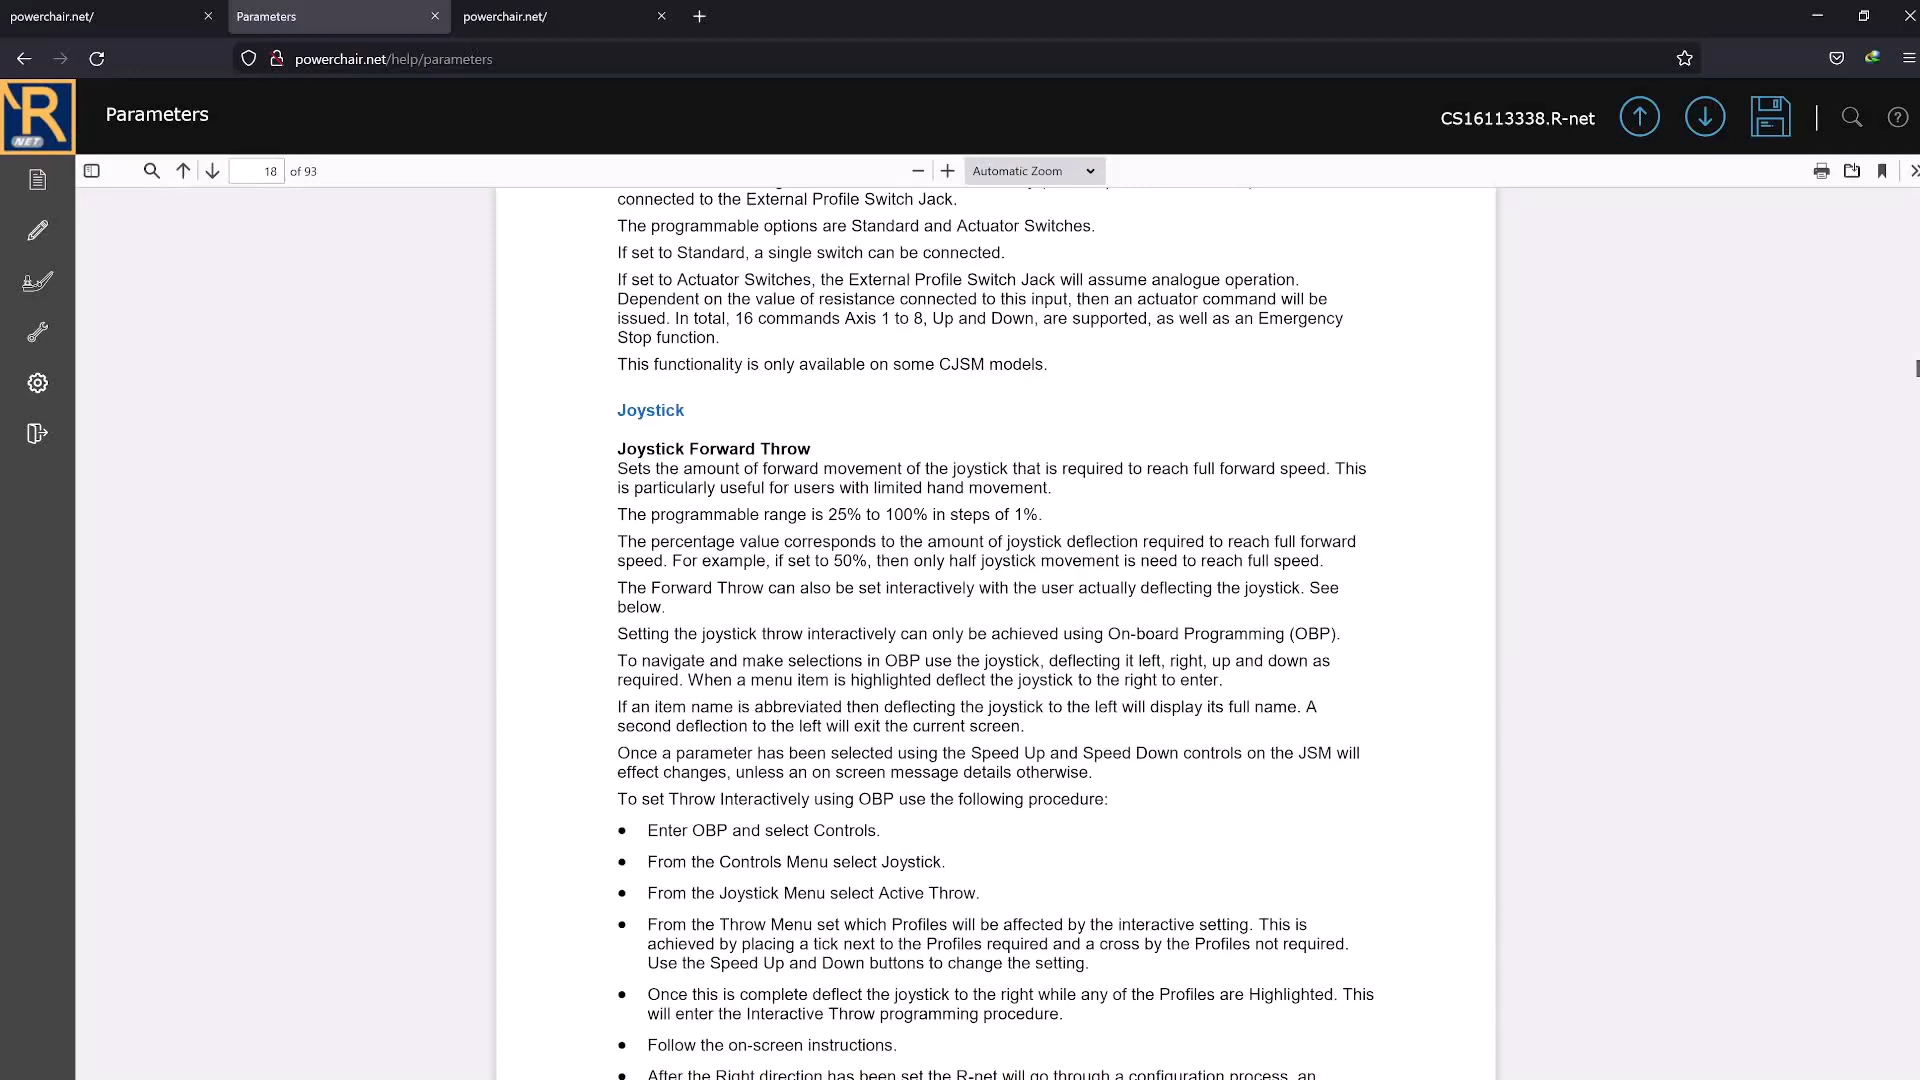 powerchair.net/
Parameters
powerchair.net/
powerchair.net/help/parameters
R
NET
Parameters
CS16113338.R-net
18 of 93
Automatic Zoom
connected to the External Profile Switch Jack.
The programmable options are Standard and Actuator Switches.
If set to Standard, a single switch can be connected.
If set to Actuator Switches, the External Profile Switch Jack will assume analogue operation.
Dependent on the value of resistance connected to this input, then an actuator command will be
issued. In total, 16 commands Axis 1 to 8, Up and Down, are supported, as well as an Emergency
Stop function.
This functionality is only available on some CJSM models.
Joystick
Joystick Forward Throw
Sets the amount of forward movement of the joystick that is required to reach full forward speed. This
is particularly useful for users with limited hand movement.
The programmable range is 25% to 100% in steps of 1%.
The percentage value corresponds to the amount of joystick deflection required to reach full forward
speed. For example, if set to 50%, then only half joystick movement is need to reach full speed.
The Forward Throw can also be set interactively with the user actually deflecting the joystick. See
below.
Setting the joystick throw interactively can only be achieved using On-board Programming (OBP).
To navigate and make selections in OBP use the joystick, deflecting it left, right, up and down as
required. When a menu item is highlighted deflect the joystick to the right to enter.
If an item name is abbreviated then deflecting the joystick to the left will display its full name. A
second deflection to the left will exit the current screen.
Once a parameter has been selected using the Speed Up and Speed Down controls on the JSM will
effect changes, unless an on screen message details otherwise.
To set Throw Interactively using OBP use the following procedure:
• Enter OBP and select Controls.
• From the Controls Menu select Joystick.
• From the Joystick Menu select Active Throw.
• From the Throw Menu set which Profiles will be affected by the interactive setting. This is
achieved by placing a tick next to the Profiles required and a cross by the Profiles not required.
Use the Speed Up and Down buttons to change the setting.
• Once this is complete deflect the joystick to the right while any of the Profiles are Highlighted. This
will enter the Interactive Throw programming procedure.
• Follow the on-screen instructions.
• After the Right direction has been set the R-net will go through a configuration process, an